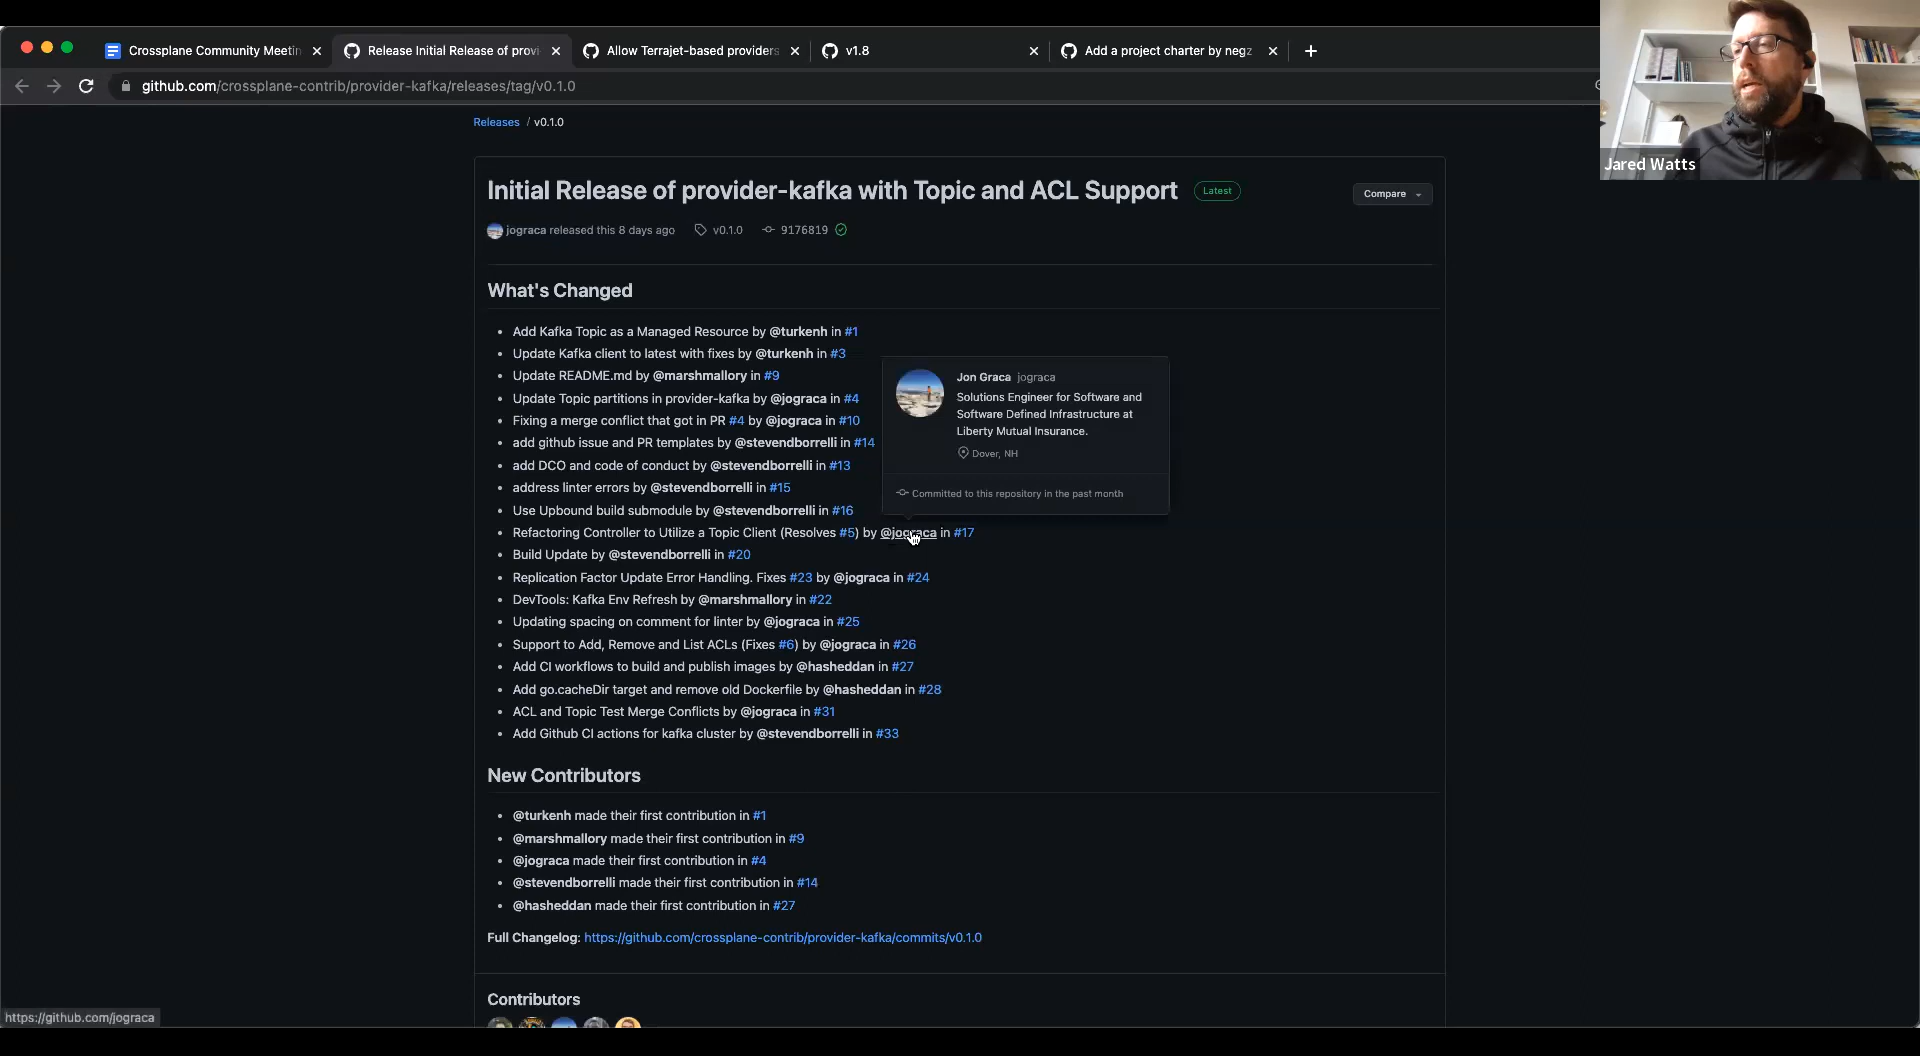 Crossplane Community Meetin
Release Initial Release of provi
Allow Terrajet-based providers
v1.8
Add a project charter by negz
github.com/crossplane-contrib/provider-kafka/releases/tag/v0.1.0
Jared Watts
Releases / v0.1.0
Initial Release of provider-kafka with Topic and ACL Support Latest
Compare
jograca released this 8 days ago v0.1.0 9176819
What's Changed
Add Kafka Topic as a Managed Resource by @turkenh in #1
Update Kafka client to latest with fixes by @turkenh in #3
Update README.md by @marshmallory in #9
Update Topic partitions in provider-kafka by @jograca in #4
Fixing a merge conflict that got in PR #4 by @jograca in #10
add github issue and PR templates by @stevendborrelli in #14
add DCO and code of conduct by @stevendborrelli in #13
address linter errors by @stevendborrelli in #15
Use Upbound build submodule by @stevendborrelli in #16
Refactoring Controller to Utilize a Topic Client (Resolves #5) by @jograca in #17
Build Update by @stevendborrelli in #20
Replication Factor Update Error Handling. Fixes #23 by @jograca in #24
DevTools: Kafka Env Refresh by @marshmallory in #22
Updating spacing on comment for linter by @jograca in #25
Support to Add, Remove and List ACLs (Fixes #6) by @jograca in #26
Add CI workflows to build and publish images by @hasheddan in #27
Add go.cacheDir target and remove old Dockerfile by @hasheddan in #28
ACL and Topic Test Merge Conflicts by @jograca in #31
Add Github CI actions for kafka cluster by @stevendborrelli in #33
Jon Graca jograca
Solutions Engineer for Software and
Software Defined Infrastructure at
Liberty Mutual Insurance.
Dover, NH
Committed to this repository in the past month
New Contributors
@turkenh made their first contribution in #1
@marshmallory made their first contribution in #9
@jograca made their first contribution in #4
@stevendborrelli made their first contribution in #14
@hasheddan made their first contribution in #27
Full Changelog: https://github.com/crossplane-contrib/provider-kafka/commits/v0.1.0
Contributors
https://github.com/jograca